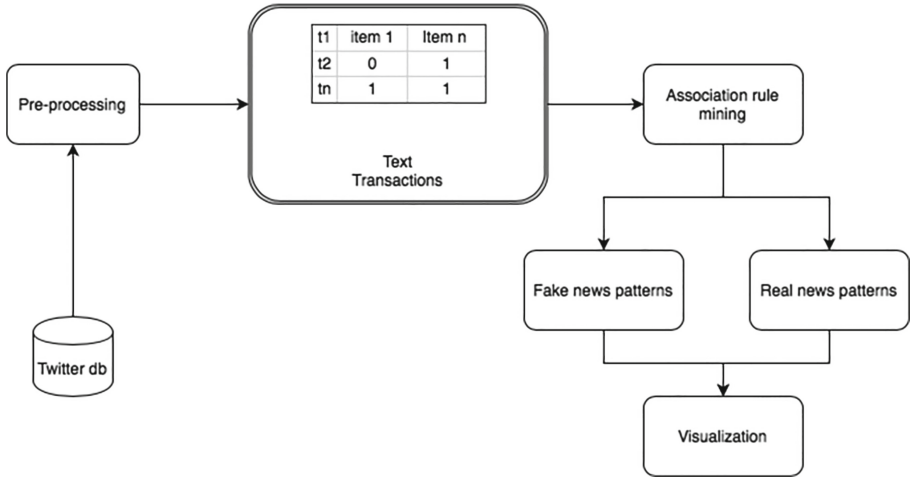 t1 item 1 Item n
t2 0 1
tn 1 1
Pre-processing
Text
Transactions
Association rule
mining
Fake news patterns
Real news patterns
Twitter db
Visualization